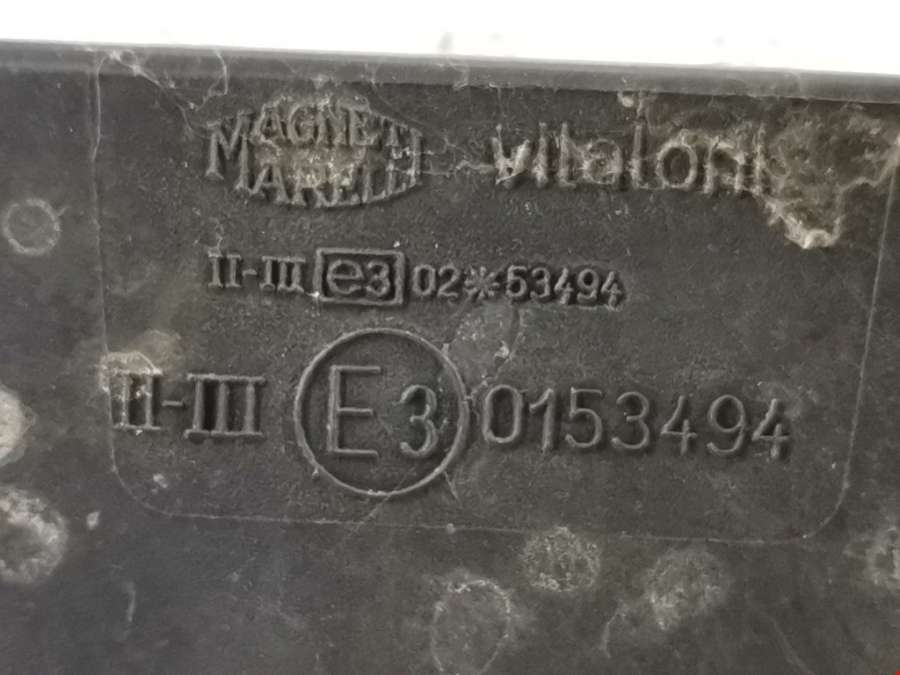 MAGNETI MARELLI vitaloni
II-III e3 02*53494
II-III E3 0153494